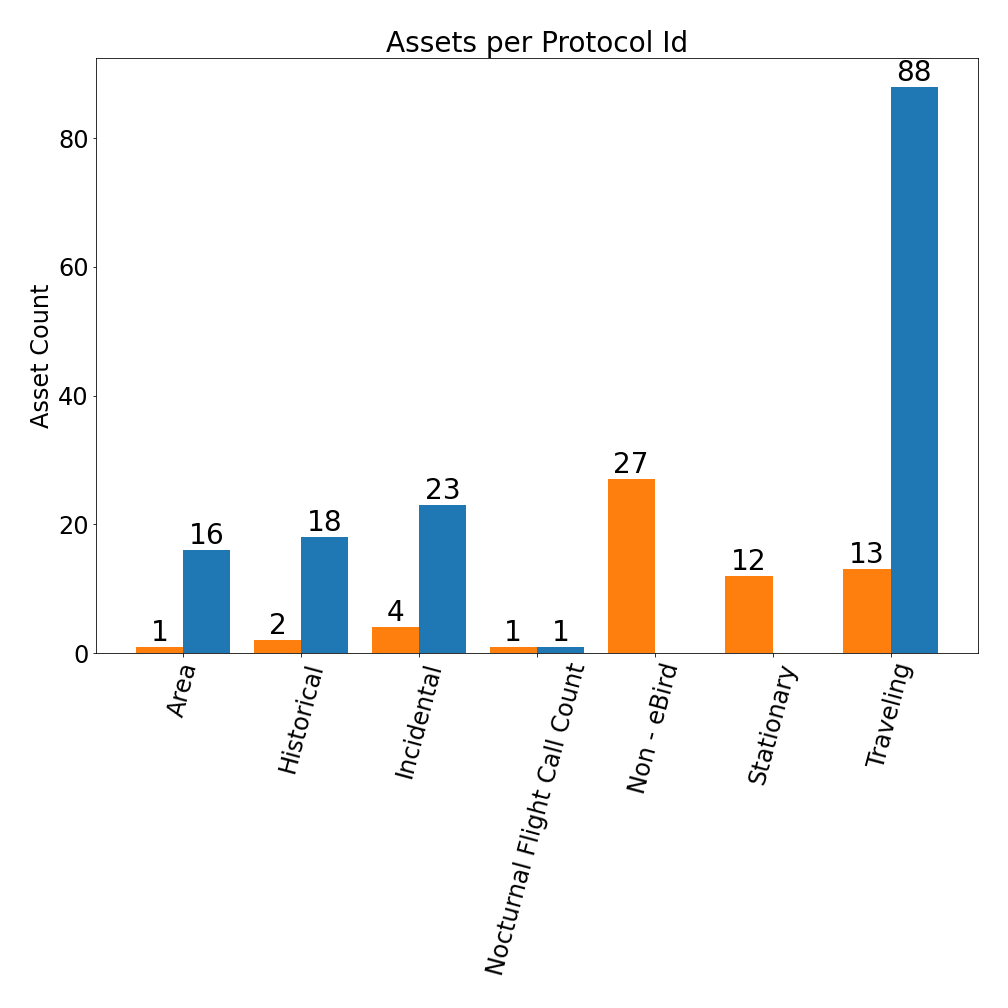 Assets per Protocol Id
Asset Count
80
60
40
20
0
1
16
2
18
4
23
1
1
27
12
13
88
Area
Historical
Incidental
Nocturnal Flight Call Count
Non - eBird
Stationary
Traveling